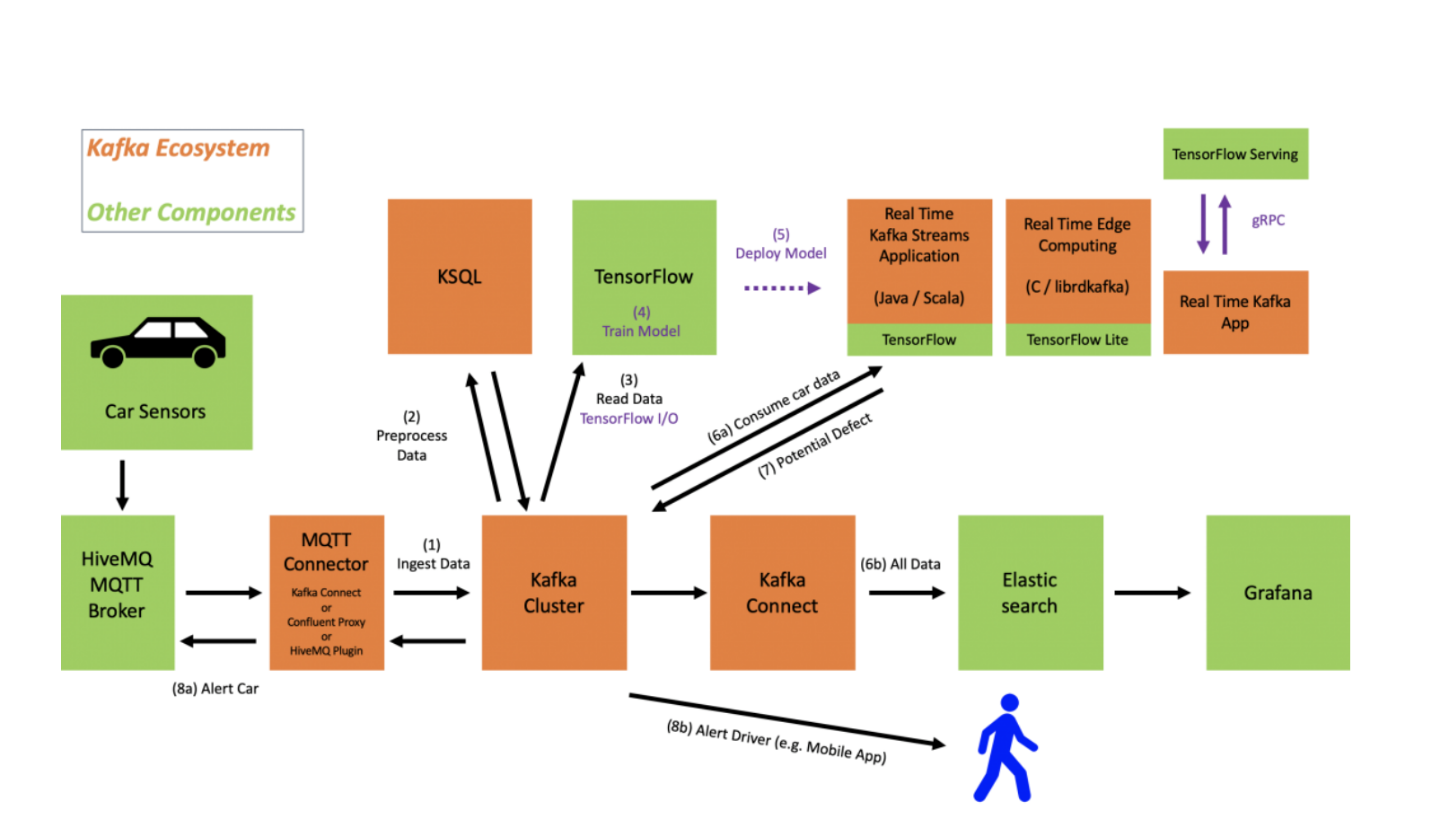 Kafka Ecosystem
Other Components
TensorFlow Serving
gRPC
Real Time Kafka
App
KSQL
TensorFlow
(4)
Train Model
(5)
Deploy Model
Real Time
Kafka Streams
Application
(Java / Scala)
TensorFlow
Real Time Edge
Computing
(C / librdkafka)
TensorFlow Lite
Car Sensors
(2)
Preprocess
Data
(3)
Read Data
TensorFlow I/O
(6a) Consume car data
(7) Potential Defect
HiveMQ
MQTT
Broker
MQTT
Connector
Kafka Connect
or
Confluent Proxy
or
HiveMQ Plugin
(1)
Ingest Data
Kafka
Cluster
Kafka
Connect
(6b) All Data
Elastic
search
Grafana
(8a) Alert Car
(8b) Alert Driver (e.g. Mobile App)